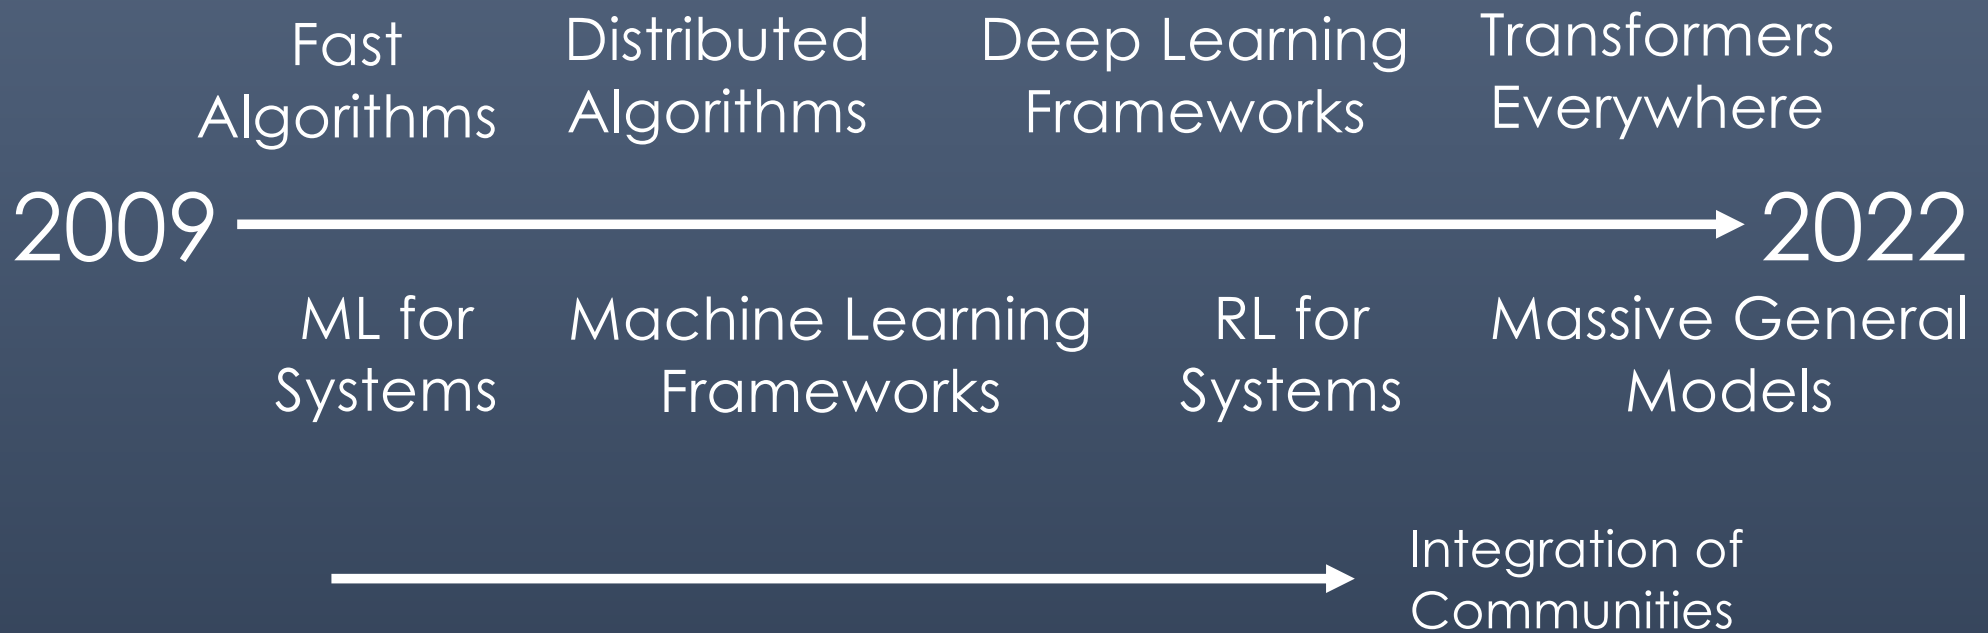 Fast
Algorithms
Distributed
Algorithms
Deep Learning
Frameworks
Transformers
Everywhere
2009
2022
ML for
Systems
Machine Learning
Frameworks
RL for
Systems
Massive General
Models
Integration of
Communities